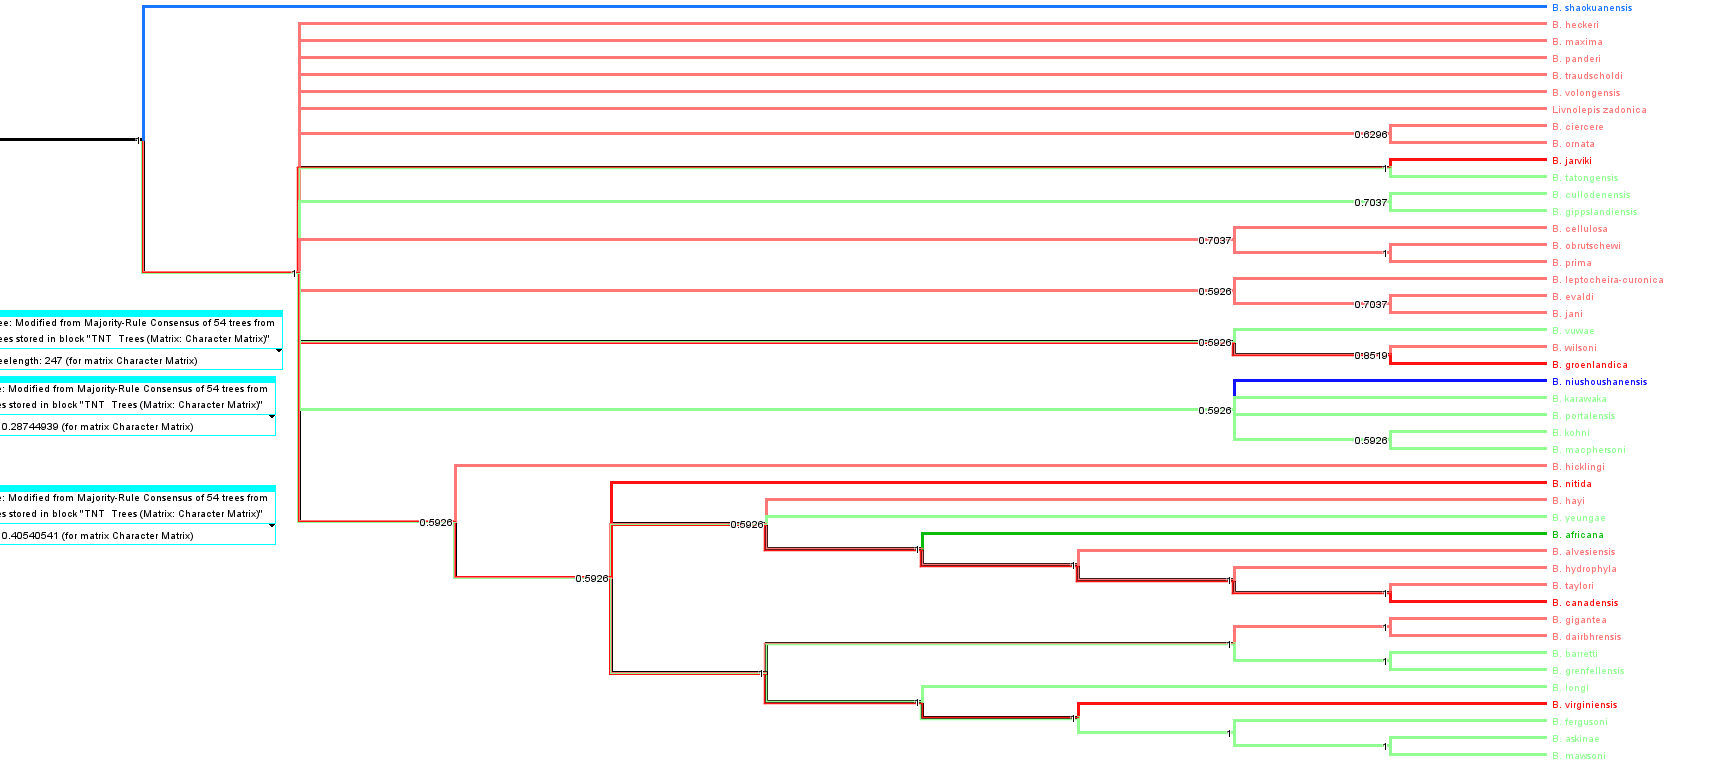 B. shaokuanensis
B. heckeri
B. maxima
B. panderi
B. traudscholdi
B. volongensis
Livnolepis zadonica
B. ciercere
0.6296
B. ornata
1
B. jarviki
1
B. tatongensis
B. cullodenensis
0.7037
B. gippslandiensis
B. cellulosa
0.7037
B. obrutschewi
1
B. prima
1
B. leptocheira-curonica
0.5926
B. evaldi
0.7037
B. jani
ee: Modified from Majority-Rule Consensus of 54 trees from
ees stored in block "TNT Trees (Matrix: Character Matrix)"
eelength: 247 (for matrix Character Matrix)
B. vuwae
0.5926
B. wilsoni
0.8519
B. groenlandica
e: Modified from Majority-Rule Consensus of 54 trees from
es stored in block "TNT Trees (Matrix: Character Matrix)"
0.28744939 (for matrix Character Matrix)
B. niushoushanensis
B. karawaka
0.5926
B. portalensis
B. kohni
0.5926
B. macphersoni
B. hicklingi
B. nitida
e: Modified from Majority-Rule Consensus of 54 trees from
es stored in block "TNT Trees (Matrix: Character Matrix)"
0.40540541 (for matrix Character Matrix)
B. hayi
0.5926
0.5926
B. yeungae
B. africana
1
B. alvesiensis
1
B. hydrophyla
0.5926
1
B. taylori
1
B. canadensis
B. gigantea
1
B. dairbhrensis
1
B. barretti
1
B. grenfellensis
1
B. longi
1
B. virginiensis
1
B. fergusoni
1
B. askinae
1
B. mawsoni